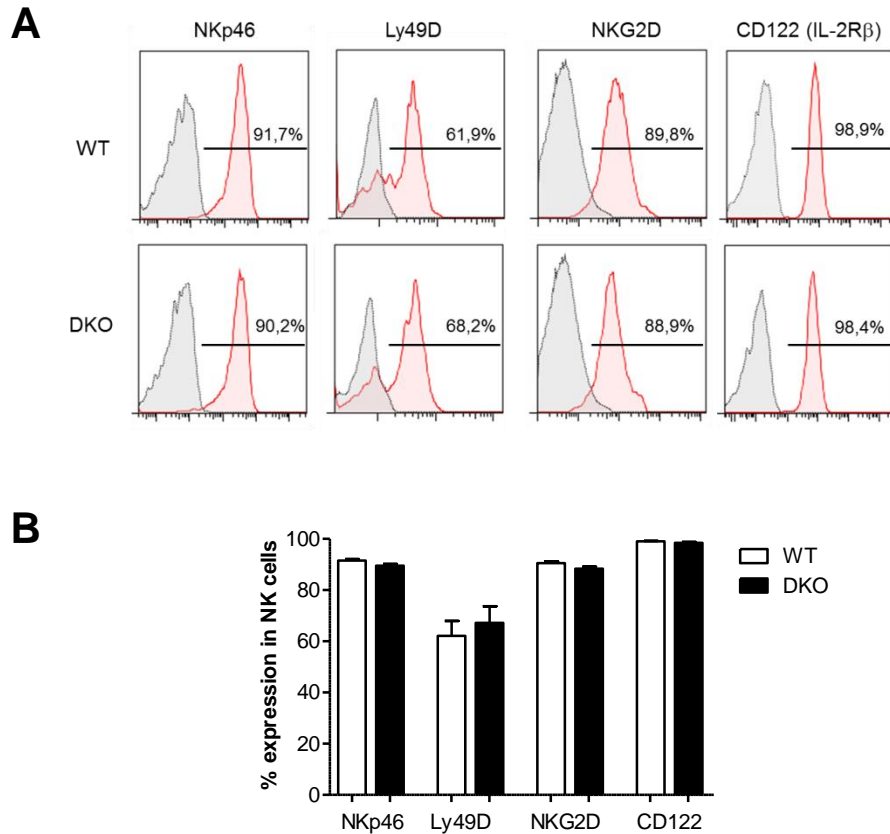 A
NKp46 Ly49D NKG2D CD122 (IL-2Rβ)
WT 91,7% 61,9% 89,8% 98,9%
DKO 90,2% 68,2% 88,9% 98,4%
B
% expression in NK cells
100
80
60
40
20
0
NKp46 Ly49D NKG2D CD122
WT
DKO